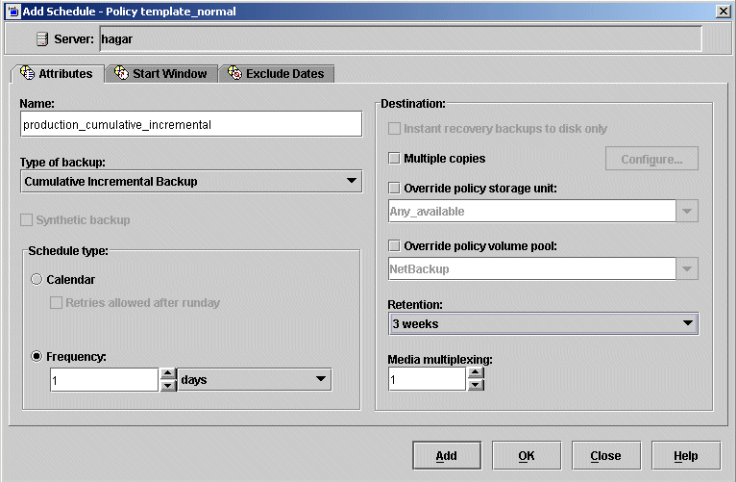 Add Schedule - Policy template_normal
Server: hagar
Attributes Start Window Exclude Dates
Name:
production_cumulative_incremental
Type of backup:
Cumulative Incremental Backup
Synthetic backup
Schedule type:
Calendar
Retries allowed after runday
Frequency:
1 days
Destination:
Instant recovery backups to disk only
Multiple copies Configure...
Override policy storage unit:
Any_available
Override policy volume pool:
NetBackup
Retention:
3 weeks
Media multiplexing:
1
Add OK Close Help